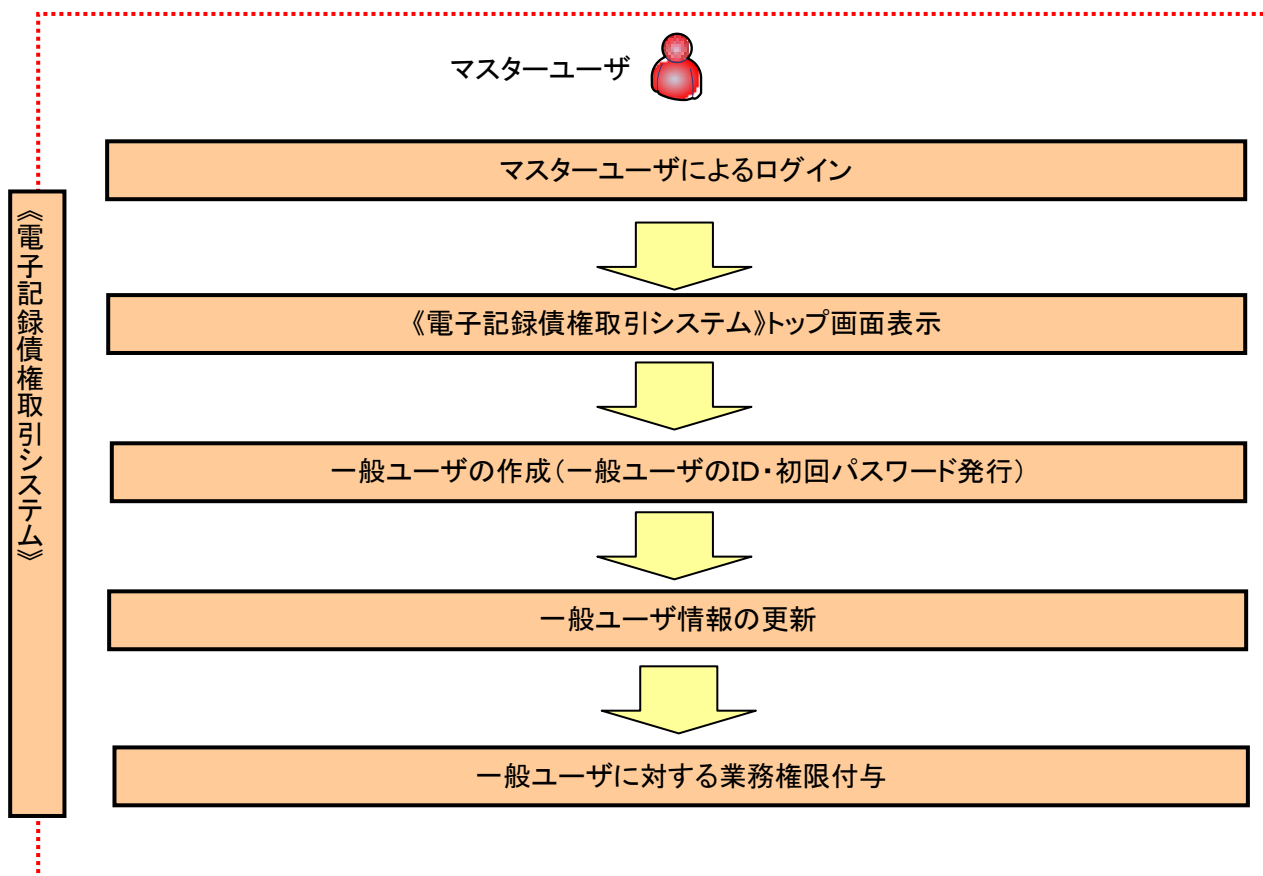 マスターユーザ
マスターユーザによるログイン
《電子記録債権取引システム》トップ画面表示
一般ユーザの作成（一般ユーザのID・初回パスワード発行）
一般ユーザ情報の更新
一般ユーザに対する業務権限付与
《電子記録債権取引システム》